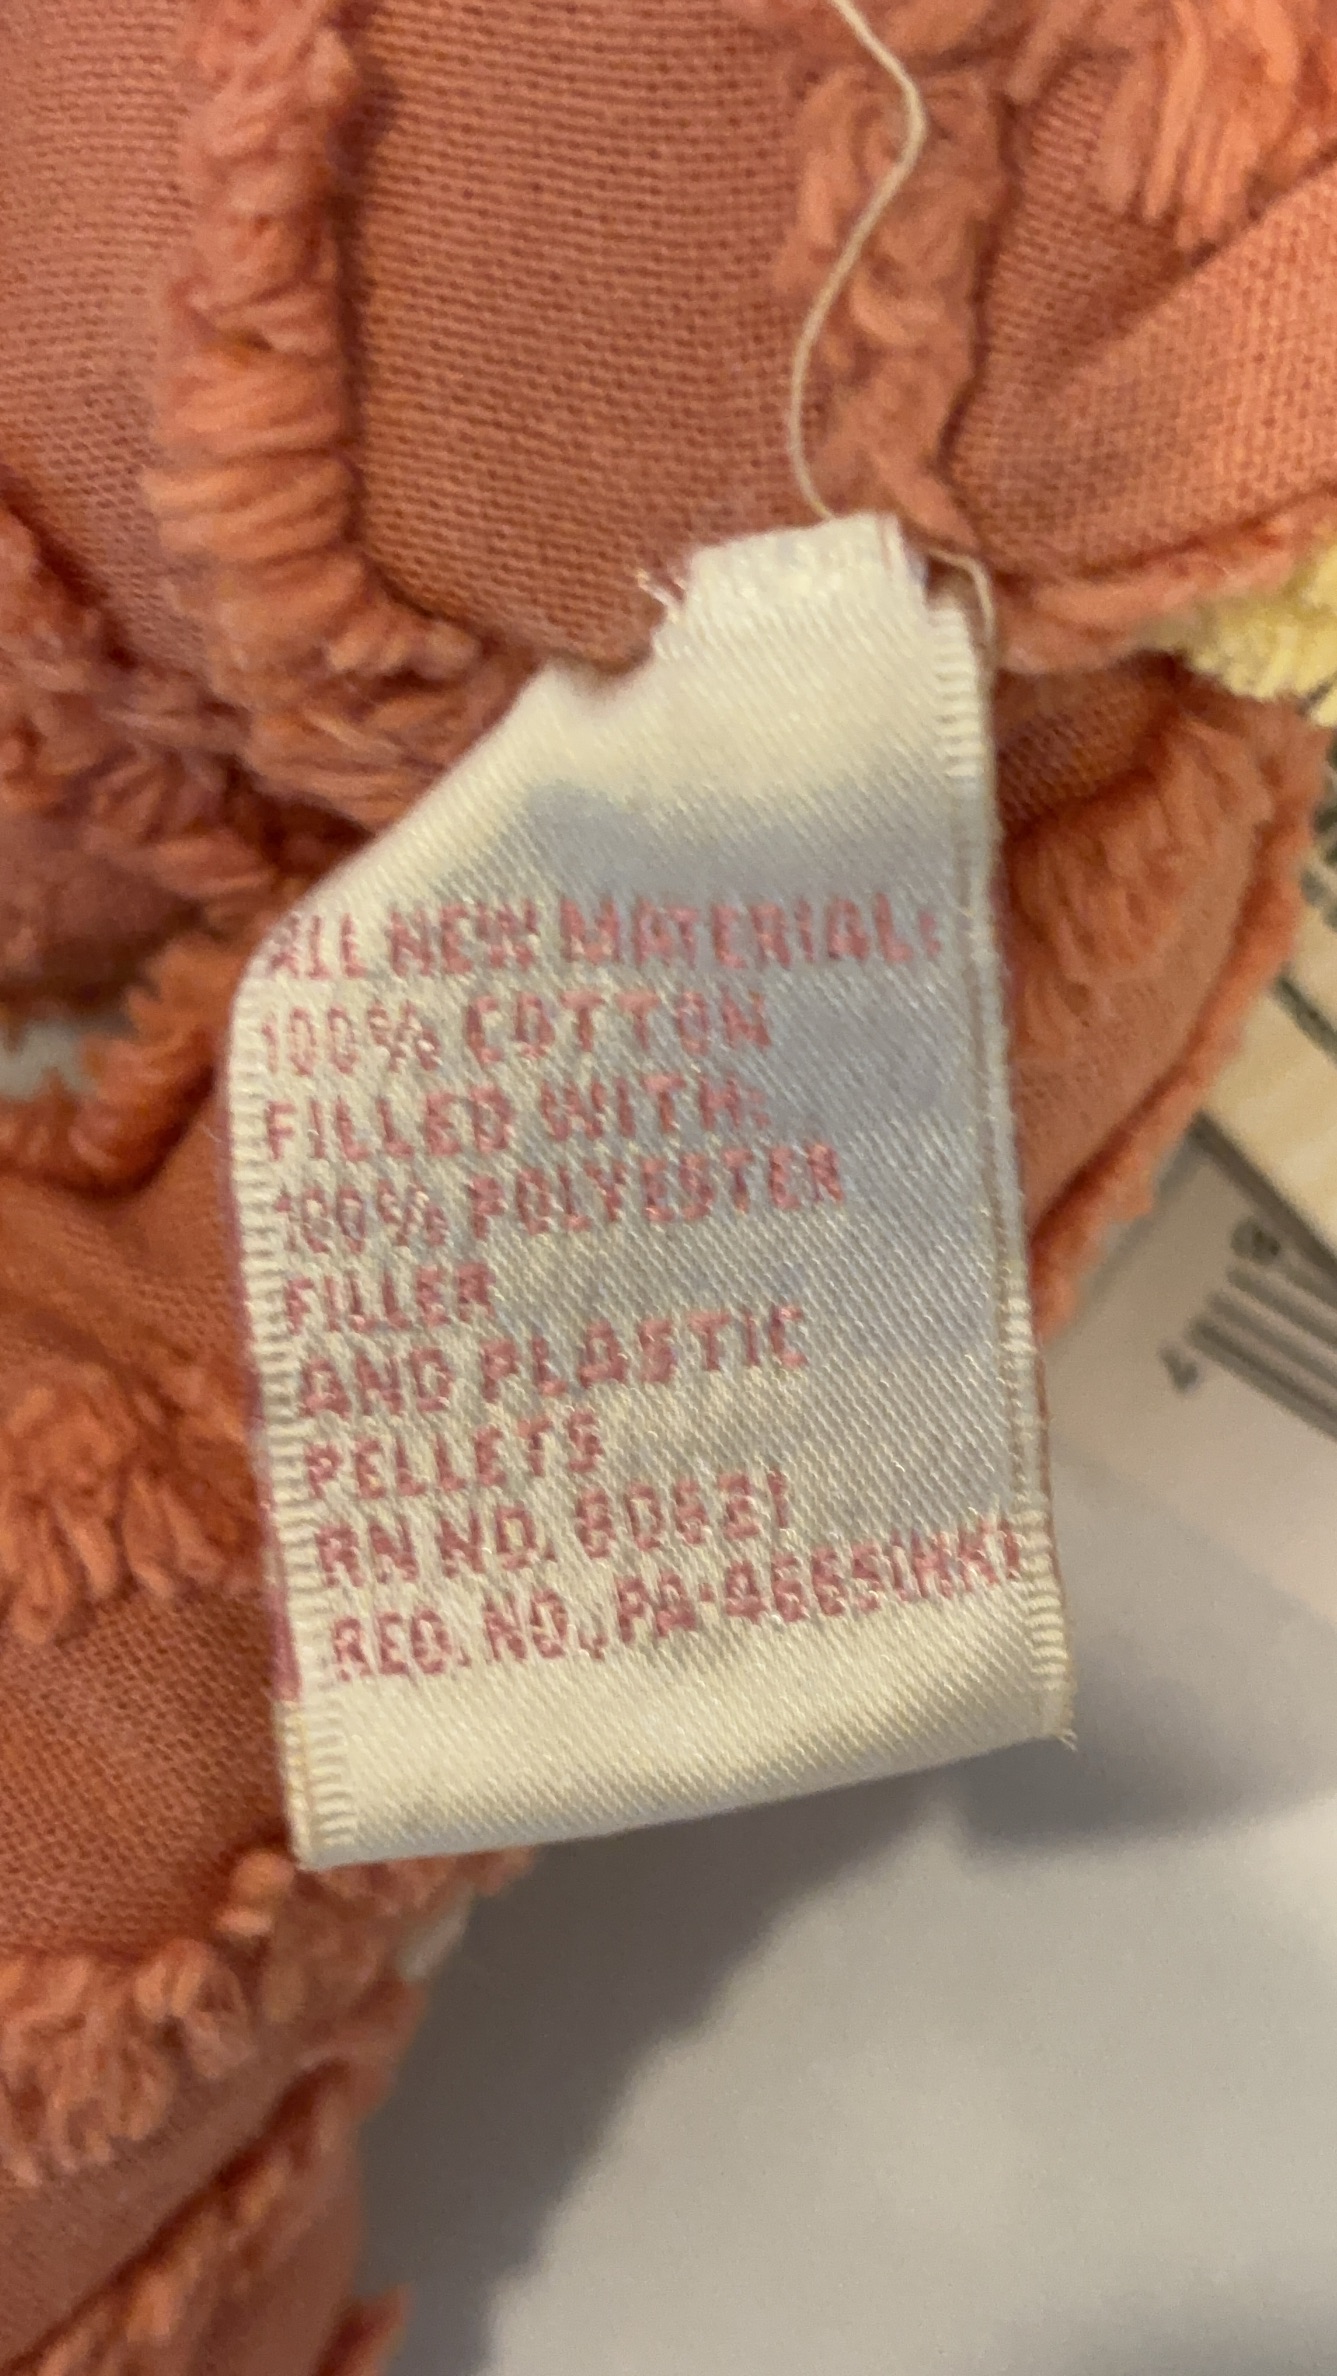 ALL NEW MATERIAL:
100% COTTON
FILLED WITH:
100% POLYESTER
FILLER
AND PLASTIC
PELLETS
RN NO. 80621
REG. NO., PA-4665(HK)